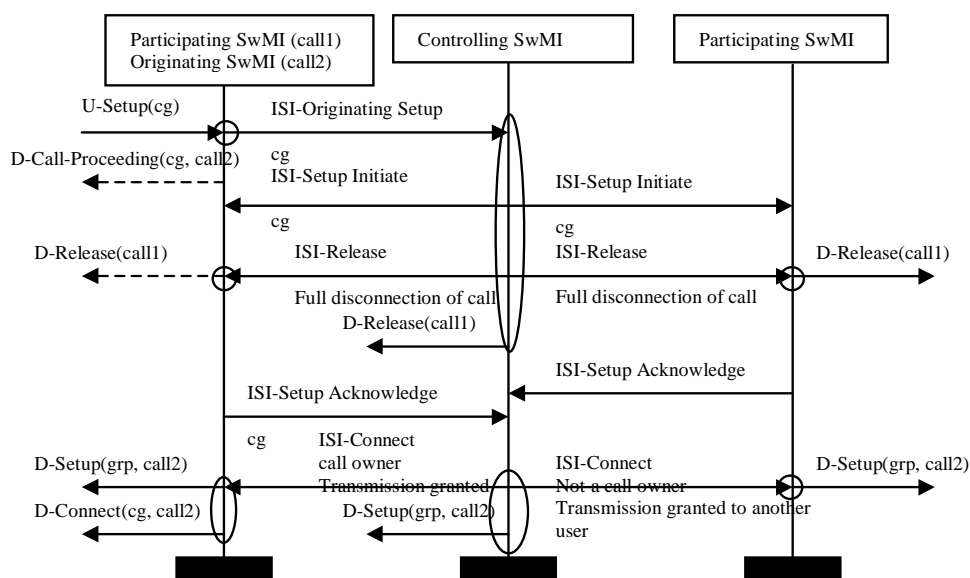 Participating SwMI (call1)
Originating SwMI (call2)
Controlling SwMI
Participating SwMI
U-Setup(cg)
ISI-Originating Setup
cg
D-Call-Proceeding(cg, call2)
ISI-Setup Initiate
ISI-Setup Initiate
cg
cg
D-Release(call1)
ISI-Release
ISI-Release
D-Release(call1)
Full disconnection of call
Full disconnection of call
D-Release(call1)
ISI-Setup Acknowledge
ISI-Setup Acknowledge
cg
ISI-Connect
call owner
Transmission granted
D-Setup(grp, call2)
ISI-Connect
Not a call owner
Transmission granted to another
user
D-Setup(grp, call2)
D-Connect(cg, call2)
D-Setup(grp, call2)